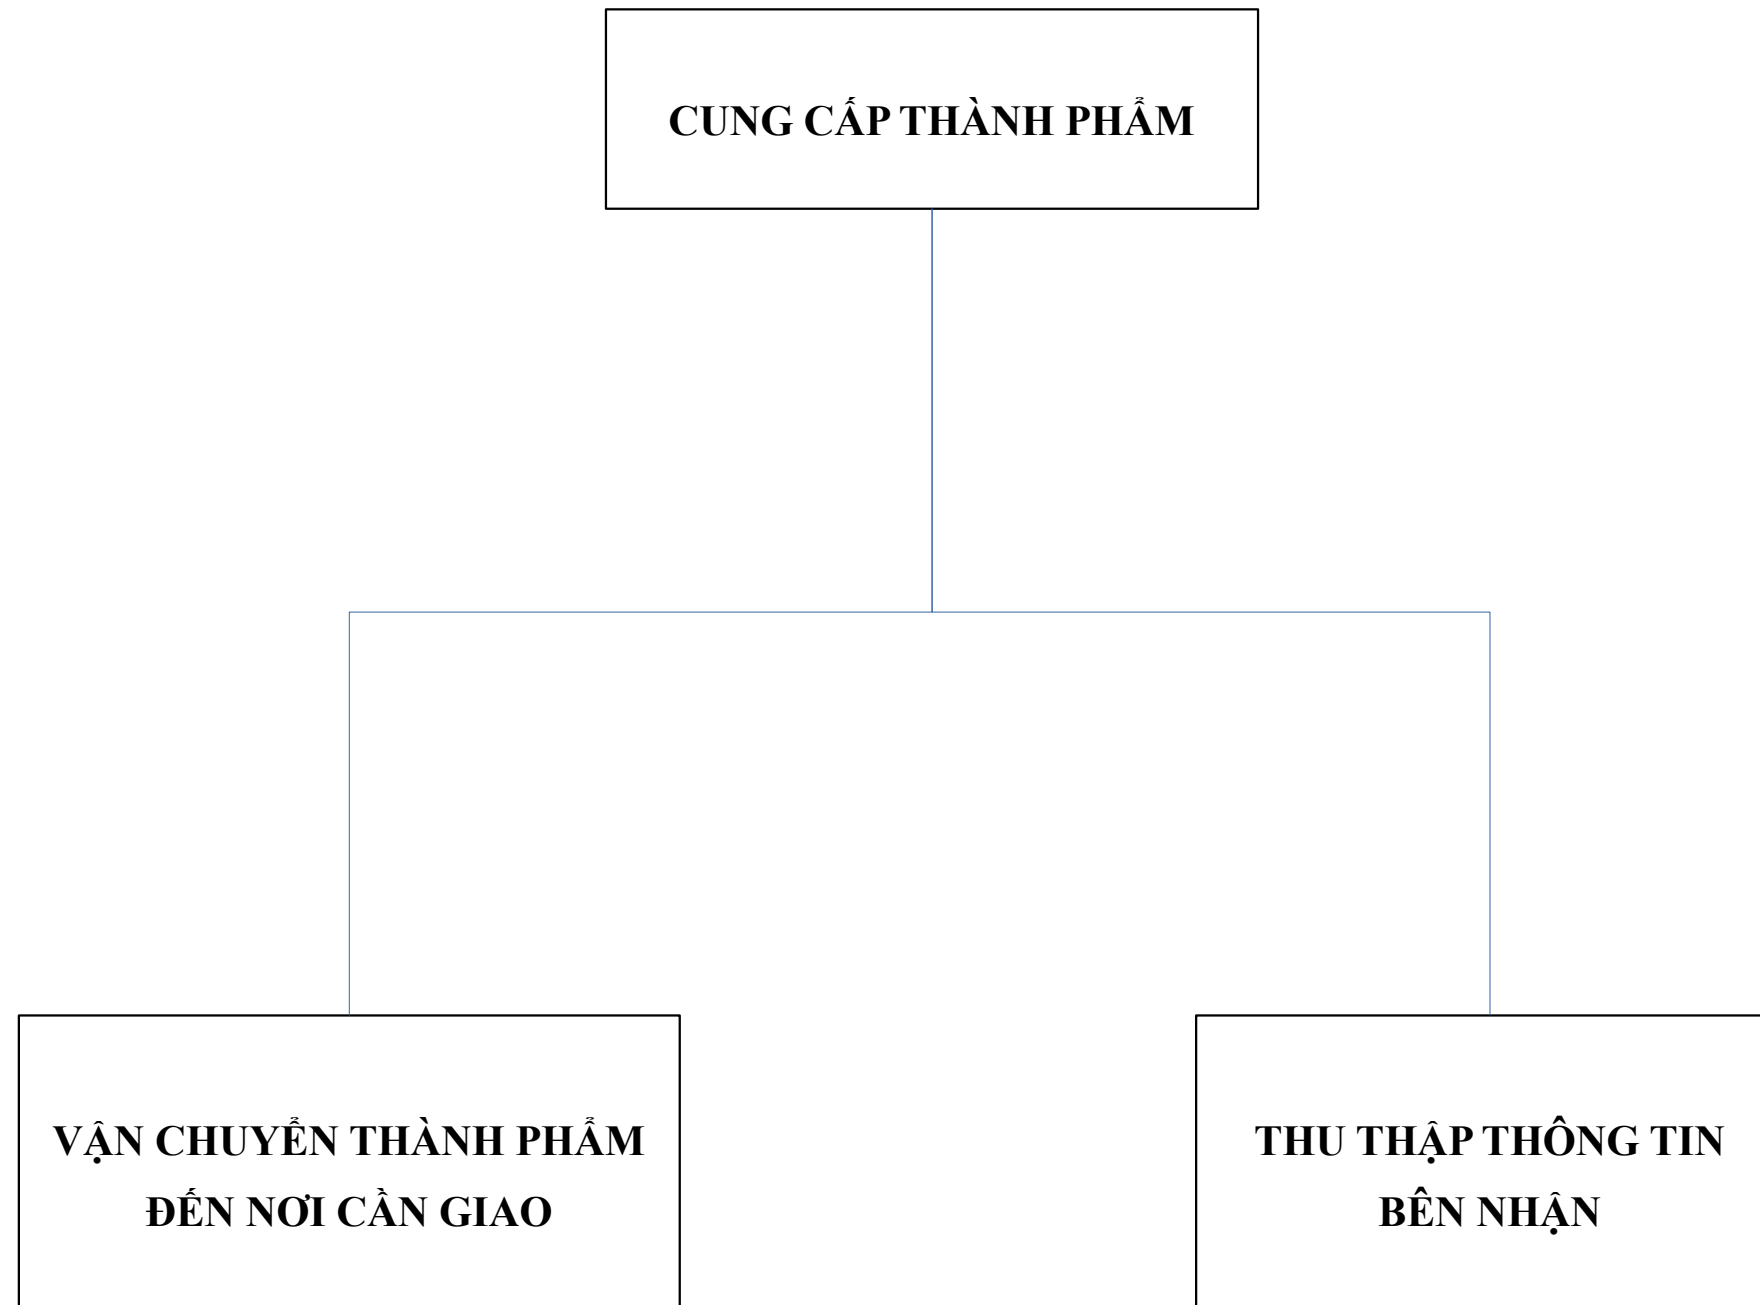 CUNG CẤP THÀNH PHẨM
VẬN CHUYỂN THÀNH PHẨM
ĐẾN NƠI CẦN GIAO
THU THẬP THÔNG TIN
BÊN NHẬN